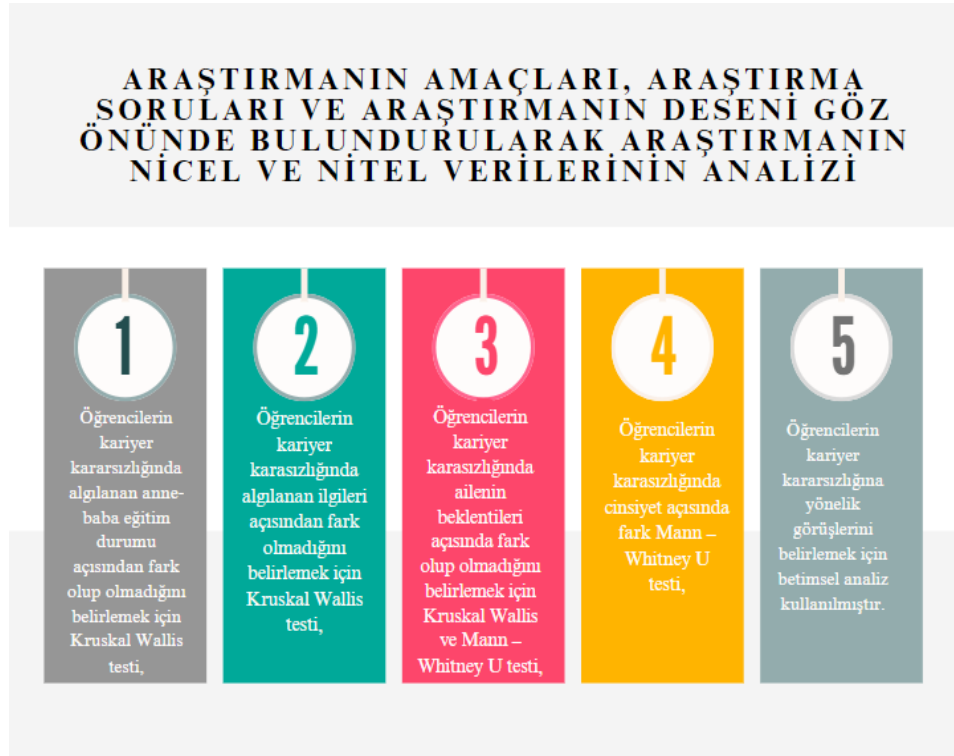 ARAŞTIRMANIN AMAÇLARI, ARAŞTIRMA
SORULARI VE ARAŞTIRMANIN DESENİ GÖZ
ÖNÜNDE BULUNDURULARAK ARAŞTIRMANIN
NİCEL VE NİTEL VERİLERİNİN ANALİZİ
1
Öğrencilerin
kariyer
kararsızlığında
algılanan anne-
baba eğitim
durumu
açısından fark
olup olmadığını
belirlemek için
Kruskal Wallis
testi,
2
Öğrencilerin
kariyer
karasızlığında
algılanan ilgileri
açısından fark
olmadığını
belirlemek için
Kruskal Wallis
testi,
3
Öğrencilerin
kariyer
karasızlığında
ailenin
beklentileri
açısında fark
olup olmadığını
belirlemek için
Kruskal Wallis
ve Mann –
Whitney U testi,
4
Öğrencilerin
kariyer
karasızlığında
cinsiyet açısında
fark Mann –
Whitney U
testi,
5
Öğrencilerin
kariyer
kararsızlığına
yönelik
görüşlerini
belirlemek için
betimsel analiz
kullanılmıştır.